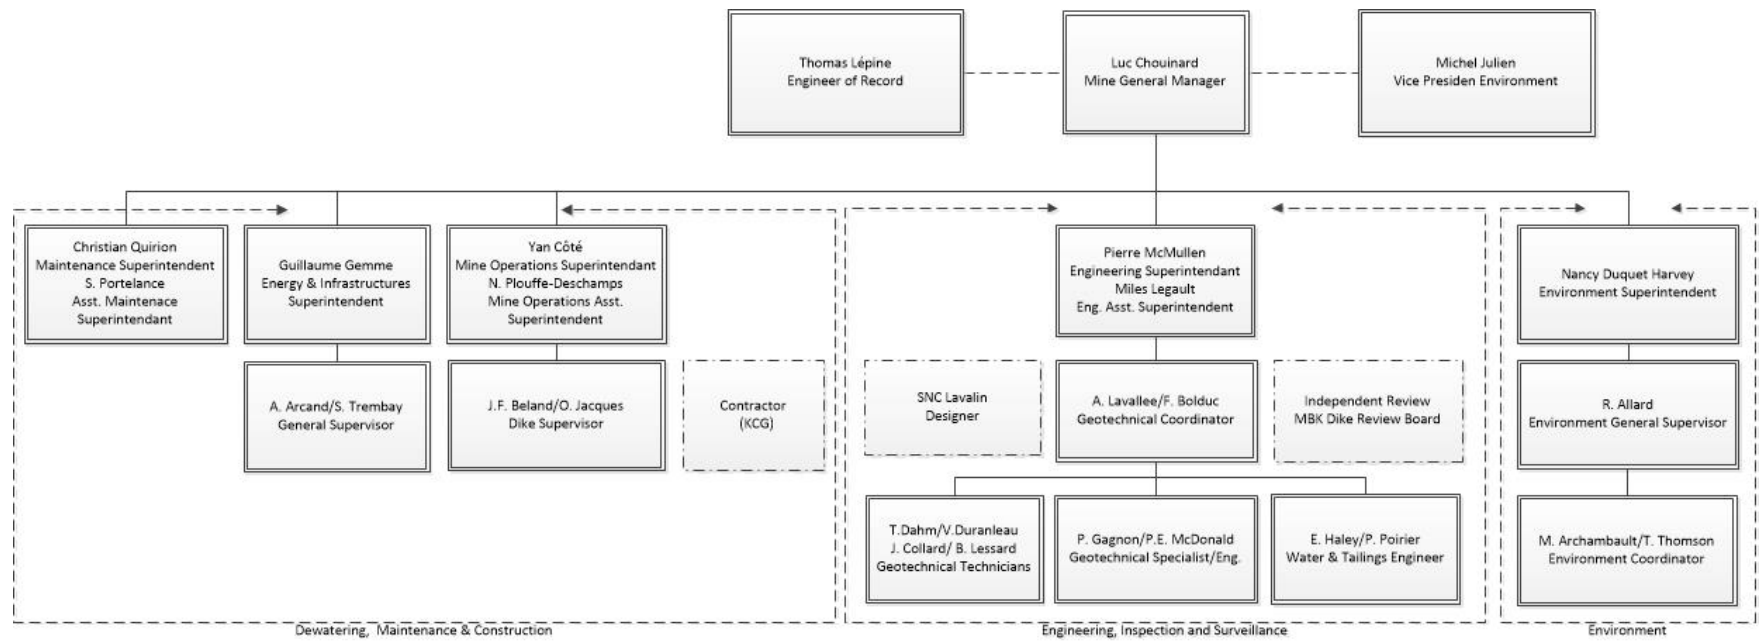 Thomas Lépine
Engineer of Record
Luc Chouinard
Mine General Manager
Michel Julien
Vice Presiden Environment
Christian Quirion
Maintenance Superintendent
S. Portelance
Asst. Maintenace
Superintendant
Guillaume Gemme
Energy & Infrastructures
Superintendent
Yan Côté
Mine Operations Superintendant
N. Plouffe-Deschamps
Mine Operations Asst.
Superintendent
Pierre McMullen
Engineering Superintendant
Miles Legault
Eng. Asst. Superintendent
Nancy Duquet Harvey
Environment Superintendent
A. Arcand/S. Trembay
General Supervisor
J.F. Beland/O. Jacques
Dike Supervisor
Contractor
(KCG)
SNC Lavalin
Designer
A. Lavallee/F. Bolduc
Geotechnical Coordinator
Independent Review
MBK Dike Review Board
R. Allard
Environment General Supervisor
T.Dahm/V.Duranleau
J. Collard/ B. Lessard
Geotechnical Technicians
P. Gagnon/P.E. McDonald
Geotechnical Specialist/Eng.
E. Haley/P. Poirier
Water & Tailings Engineer
M. Archambault/T. Thomson
Environment Coordinator
Dewatering, Maintenance & Construction
Engineering, Inspection and Surveillance
Environment